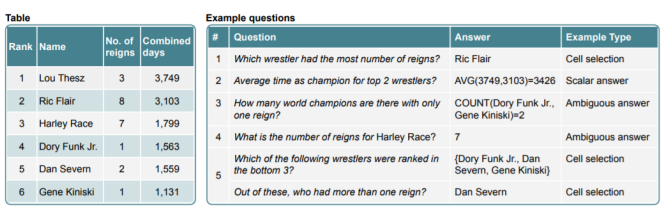 Table
Rank Name No. of reigns Combined days
1 Lou Thesz 3 3,749
2 Ric Flair 8 3,103
3 Harley Race 7 1,799
4 Dory Funk Jr. 1 1,563
5 Dan Severn 2 1,559
6 Gene Kiniski 1 1,131
Example questions
# Question Answer Example Type
1 Which wrestler had the most number of reigns? Ric Flair Cell selection
2 Average time as champion for top 2 wrestlers? AVG(3749,3103)=3426 Scalar answer
3 How many world champions are there with only one reign? COUNT(Dory Funk Jr., Gene Kiniski)=2 Ambiguous answer
4 What is the number of reigns for Harley Race? 7 Ambiguous answer
5 Which of the following wrestlers were ranked in the bottom 3? {Dory Funk Jr., Dan Severn, Gene Kiniski} Cell selection
Out of these, who had more than one reign? Dan Severn Cell selection